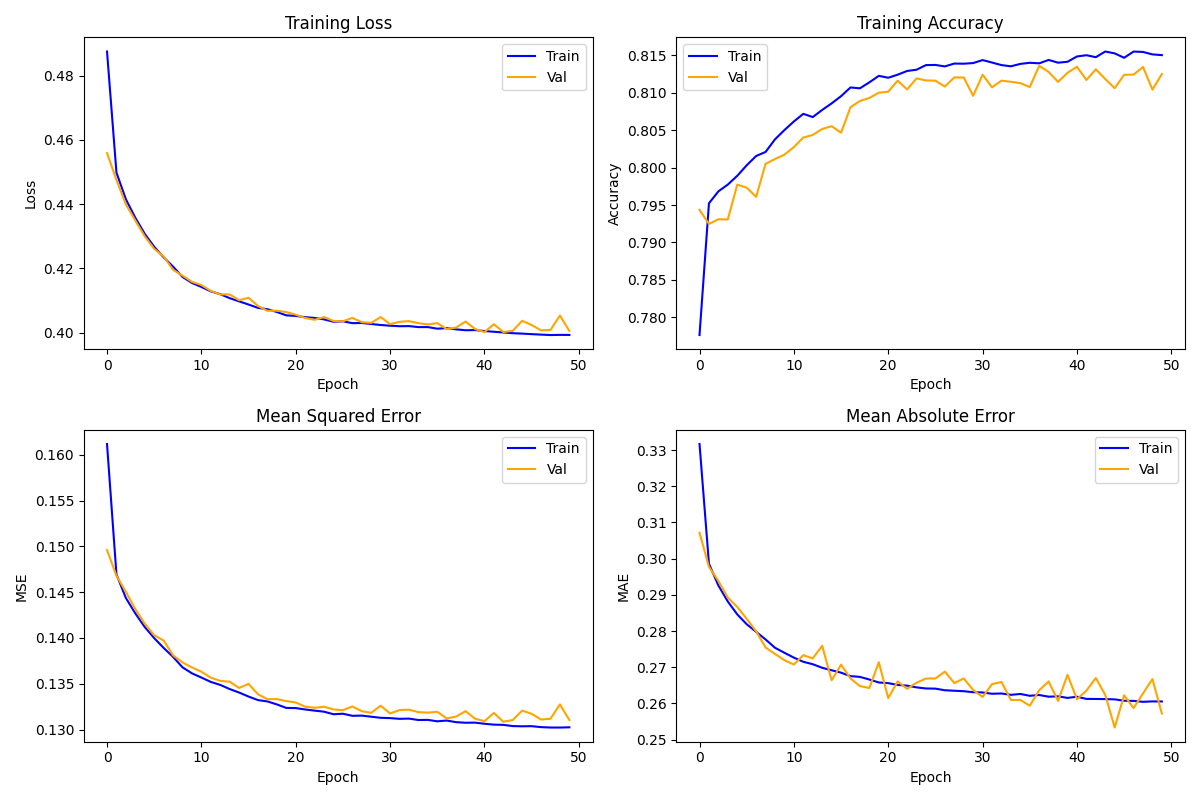 Training Loss
Loss
0.48
0.46
0.44
0.42
0.40
0 10 20 30 40 50
Epoch
Train
Val
Training Accuracy
Accuracy
0.815
0.810
0.805
0.800
0.795
0.790
0.785
0.780
0 10 20 30 40 50
Epoch
Train
Val
Mean Squared Error
MSE
0.160
0.155
0.150
0.145
0.140
0.135
0.130
0 10 20 30 40 50
Epoch
Train
Val
Mean Absolute Error
MAE
0.33
0.32
0.31
0.30
0.29
0.28
0.27
0.26
0.25
0 10 20 30 40 50
Epoch
Train
Val